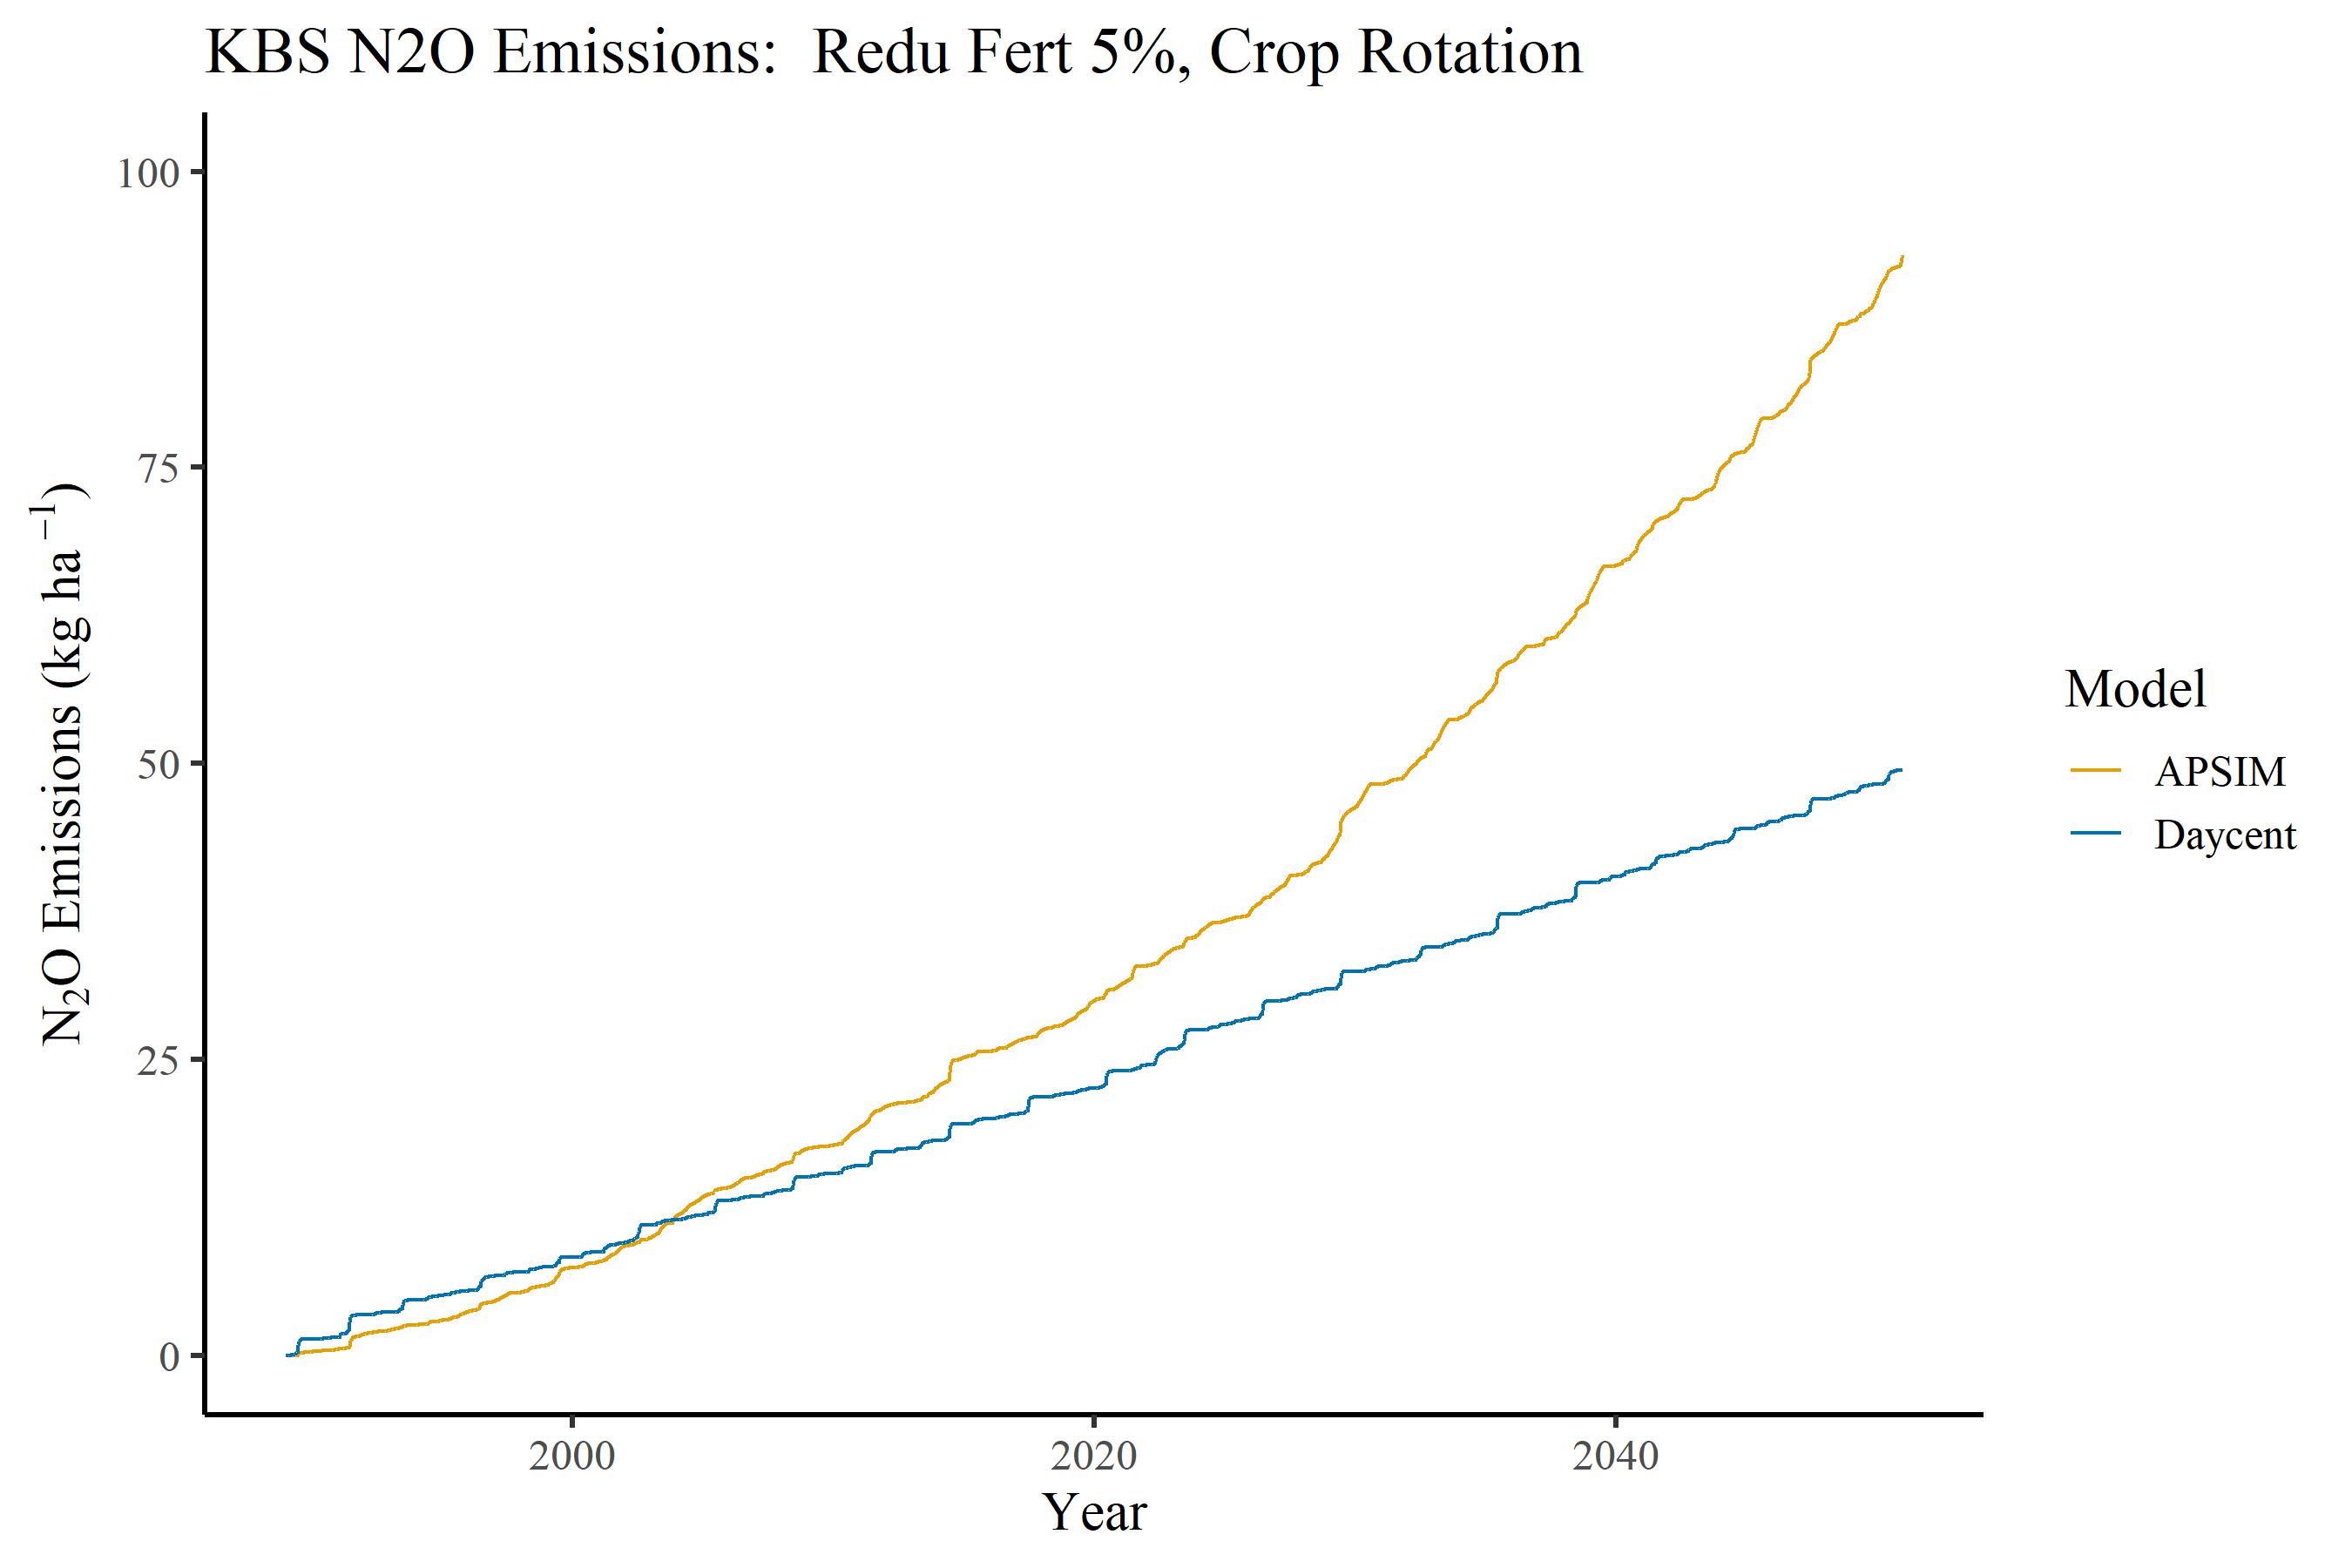 KBS N2O Emissions:  Redu Fert 5%, Crop Rotation
100
75
50
25
0
N₂O Emissions (kg ha⁻¹)
2000
2020
2040
Year
Model
APSIM
Daycent